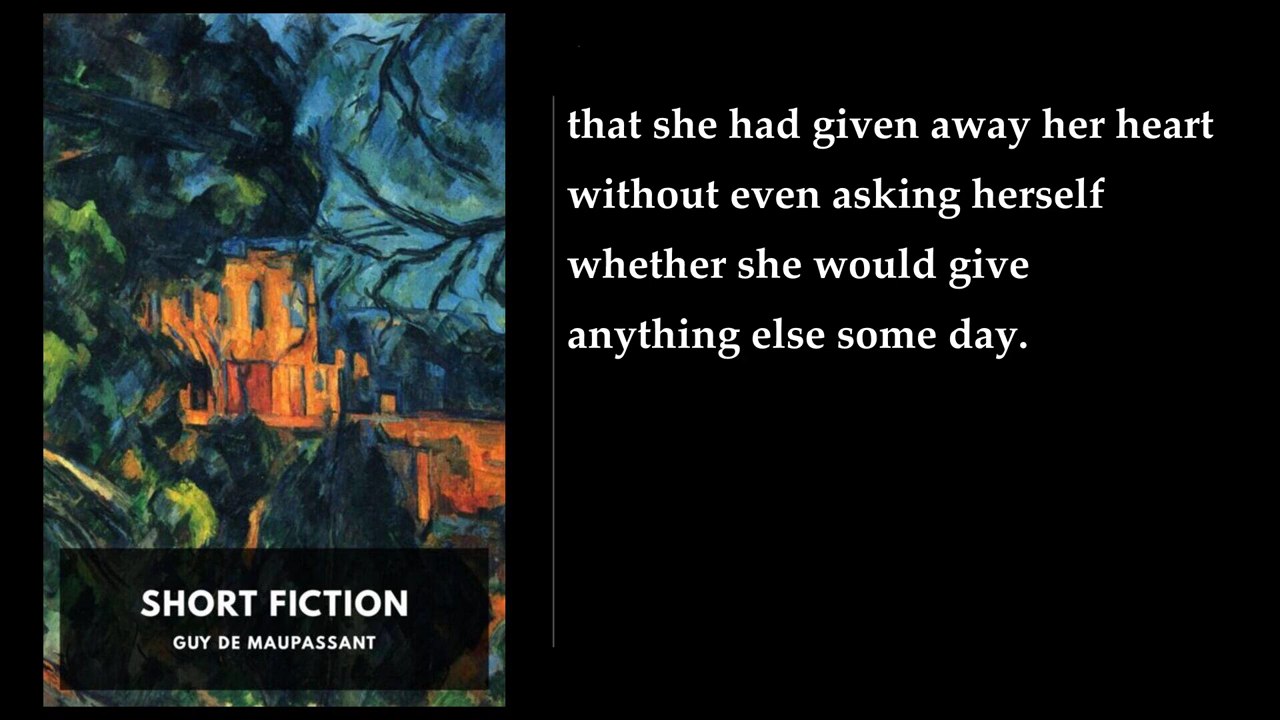 that she had given away her heart
without even asking herself
whether she would give
anything else some day.
SHORT FICTION
GUY DE MAUPASSANT